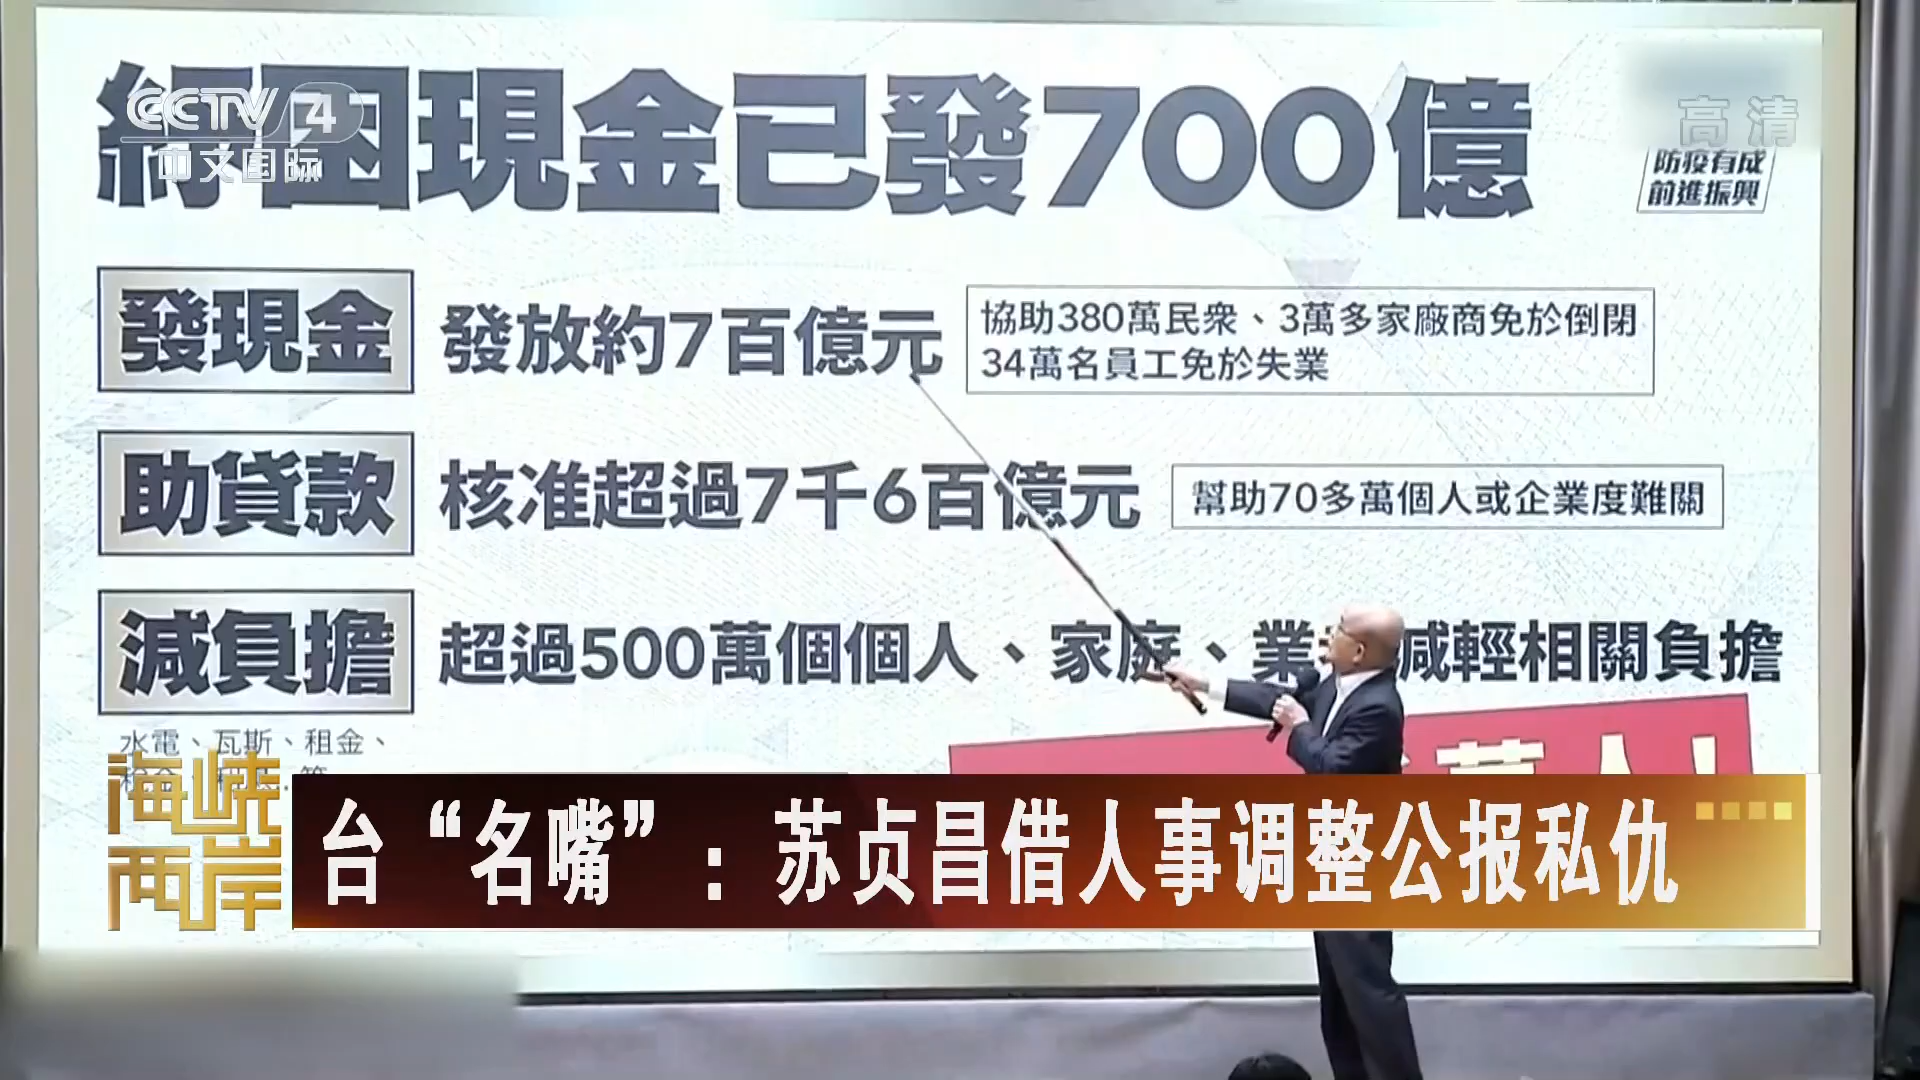 紓困現金已發700億
CCTV 4
中文国际
高清
防疫有成
前進振興
發現金
發放約7百億元
協助380萬民衆、3萬多家廠商免於倒閉
34萬名員工免於失業
助貸款
核准超過7千6百億元
幫助70多萬個人或企業度難關
減負擔
超過500萬個個人、家庭、業 減輕相關負擔
水電、瓦斯、租金、
萬人!
海峡
两岸
台“名嘴”:苏贞昌借人事调整公报私仇